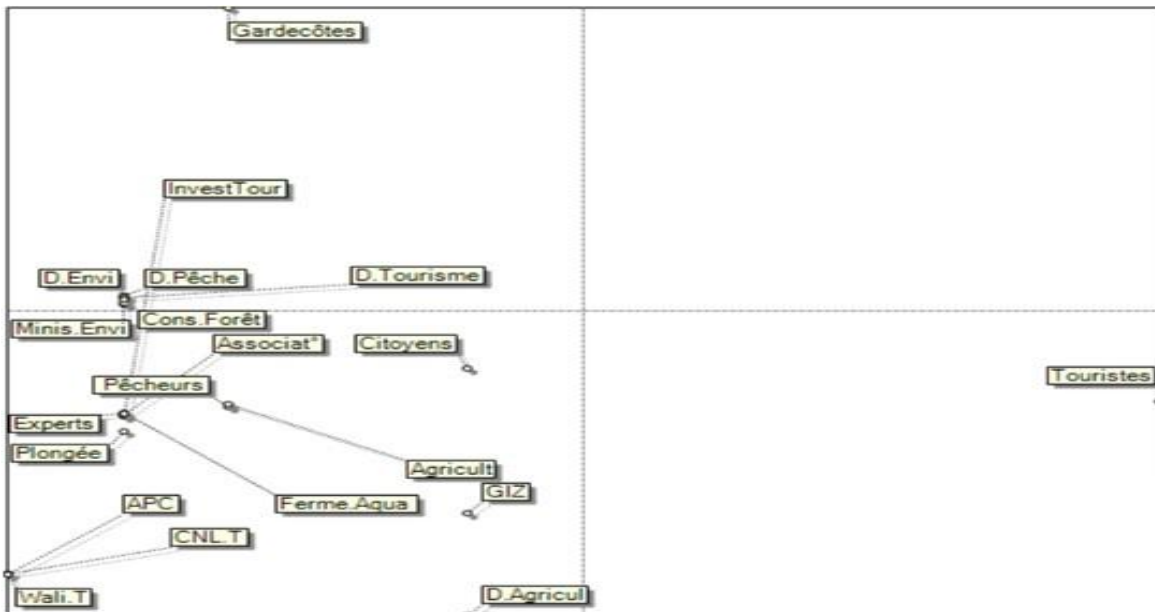 Gardecôtes
InvestTour
D.Envi
D.Pêche
D.Tourisme
Minis.Envi
Cons.Forêt
Associat°
Citoyens
Pêcheurs
Touristes
Experts
Plongée
Agricult
GIZ
APC
Ferme.Aqua
CNL.T
Wali.T
D.Agricul